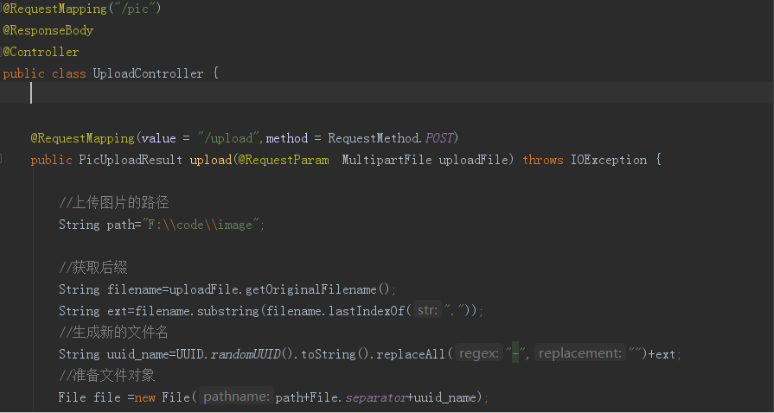 @RequestMapping("/pic")
@ResponseBody
@Controller
public class UploadController {
@RequestMapping(value = "/upload",method = RequestMethod.POST)
public PicUploadResult upload(@RequestParam  MultipartFile uploadFile) throws IOException {
//上传图片的路径
String path="F:\\code\\image";
//获取后缀
String filename=uploadFile.getOriginalFilename();
String ext=filename.substring(filename.lastIndexOf( str: "."));
//生成新的文件名
String uuid_name=UUID.randomUUID().toString().replaceAll( regex: "-", replacement: "")+ext;
//准备文件对象
File file =new File( pathname: path+File.separator+uuid_name);